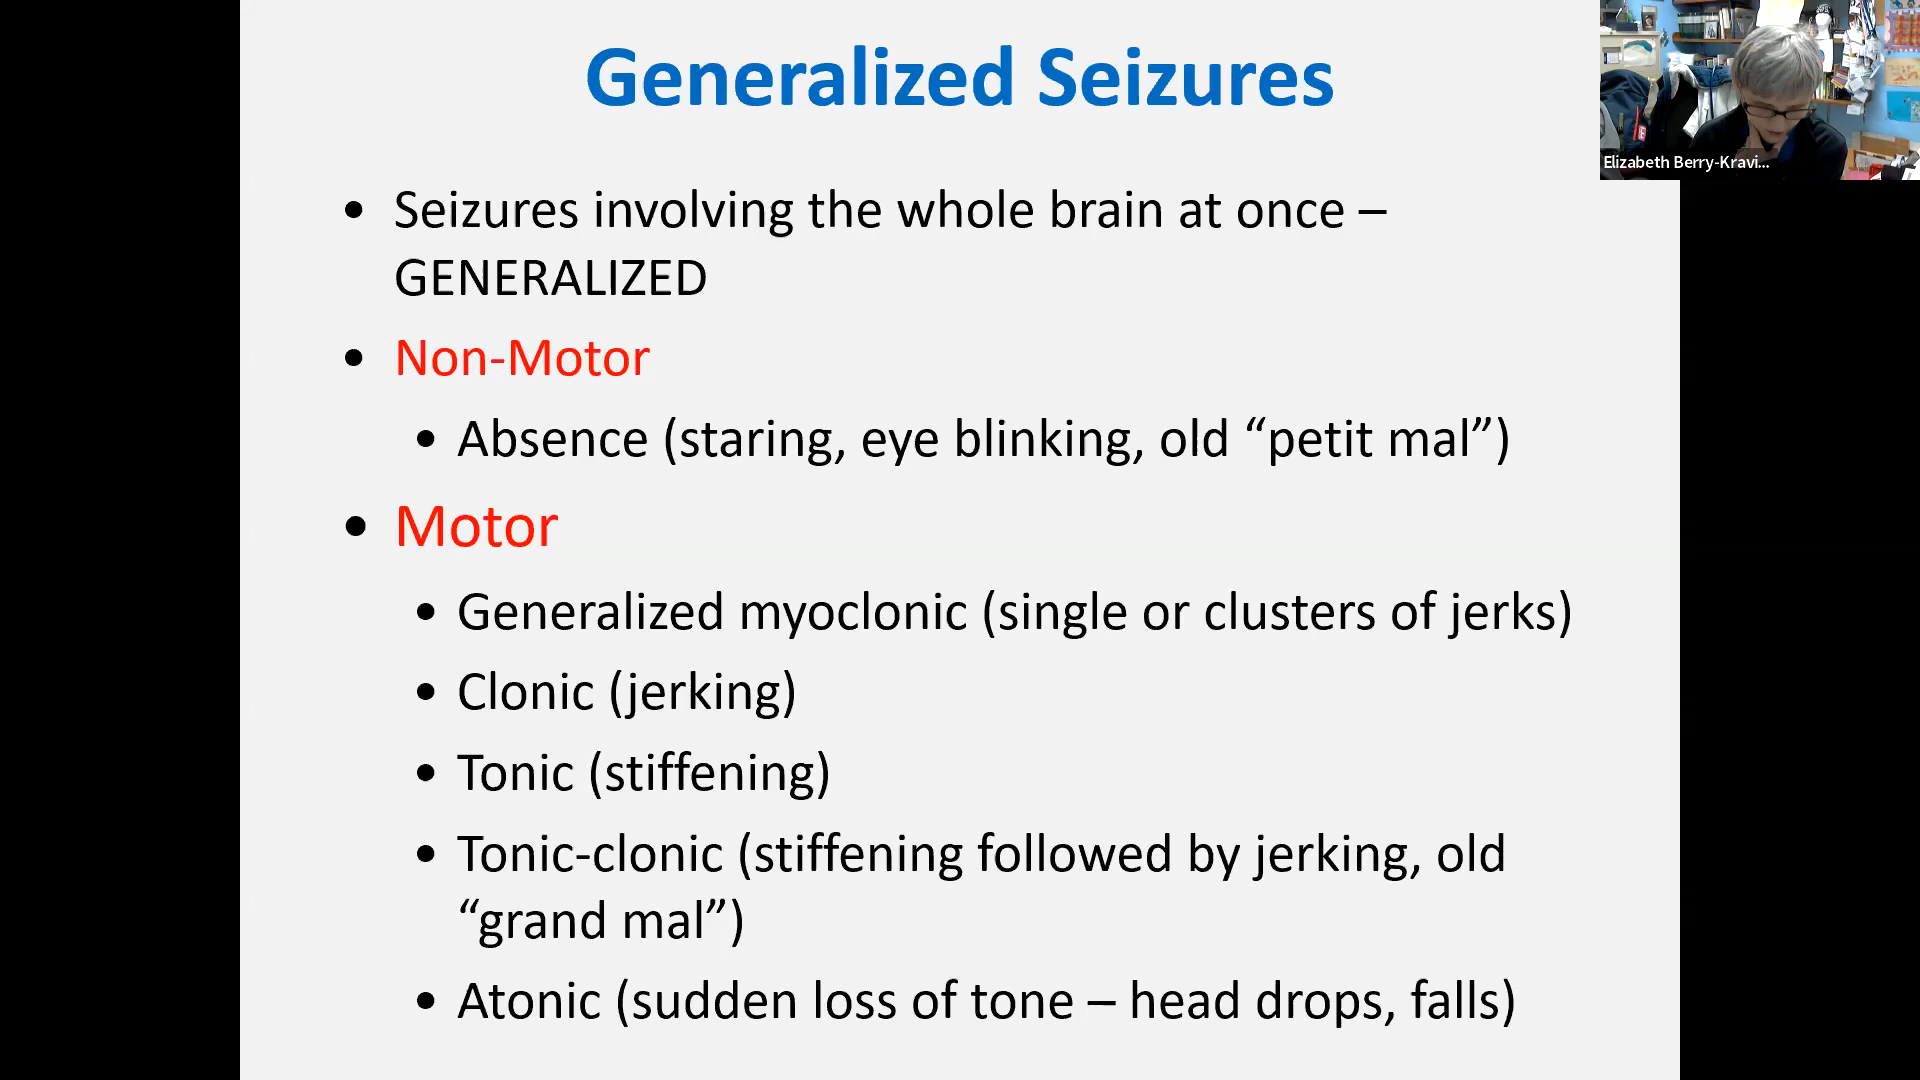 Generalized Seizures
Elizabeth Berry-Kravi...
• Seizures involving the whole brain at once –
GENERALIZED
• Non-Motor
• Absence (staring, eye blinking, old “petit mal”)
• Motor
• Generalized myoclonic (single or clusters of jerks)
• Clonic (jerking)
• Tonic (stiffening)
• Tonic-clonic (stiffening followed by jerking, old
“grand mal”)
• Atonic (sudden loss of tone – head drops, falls)